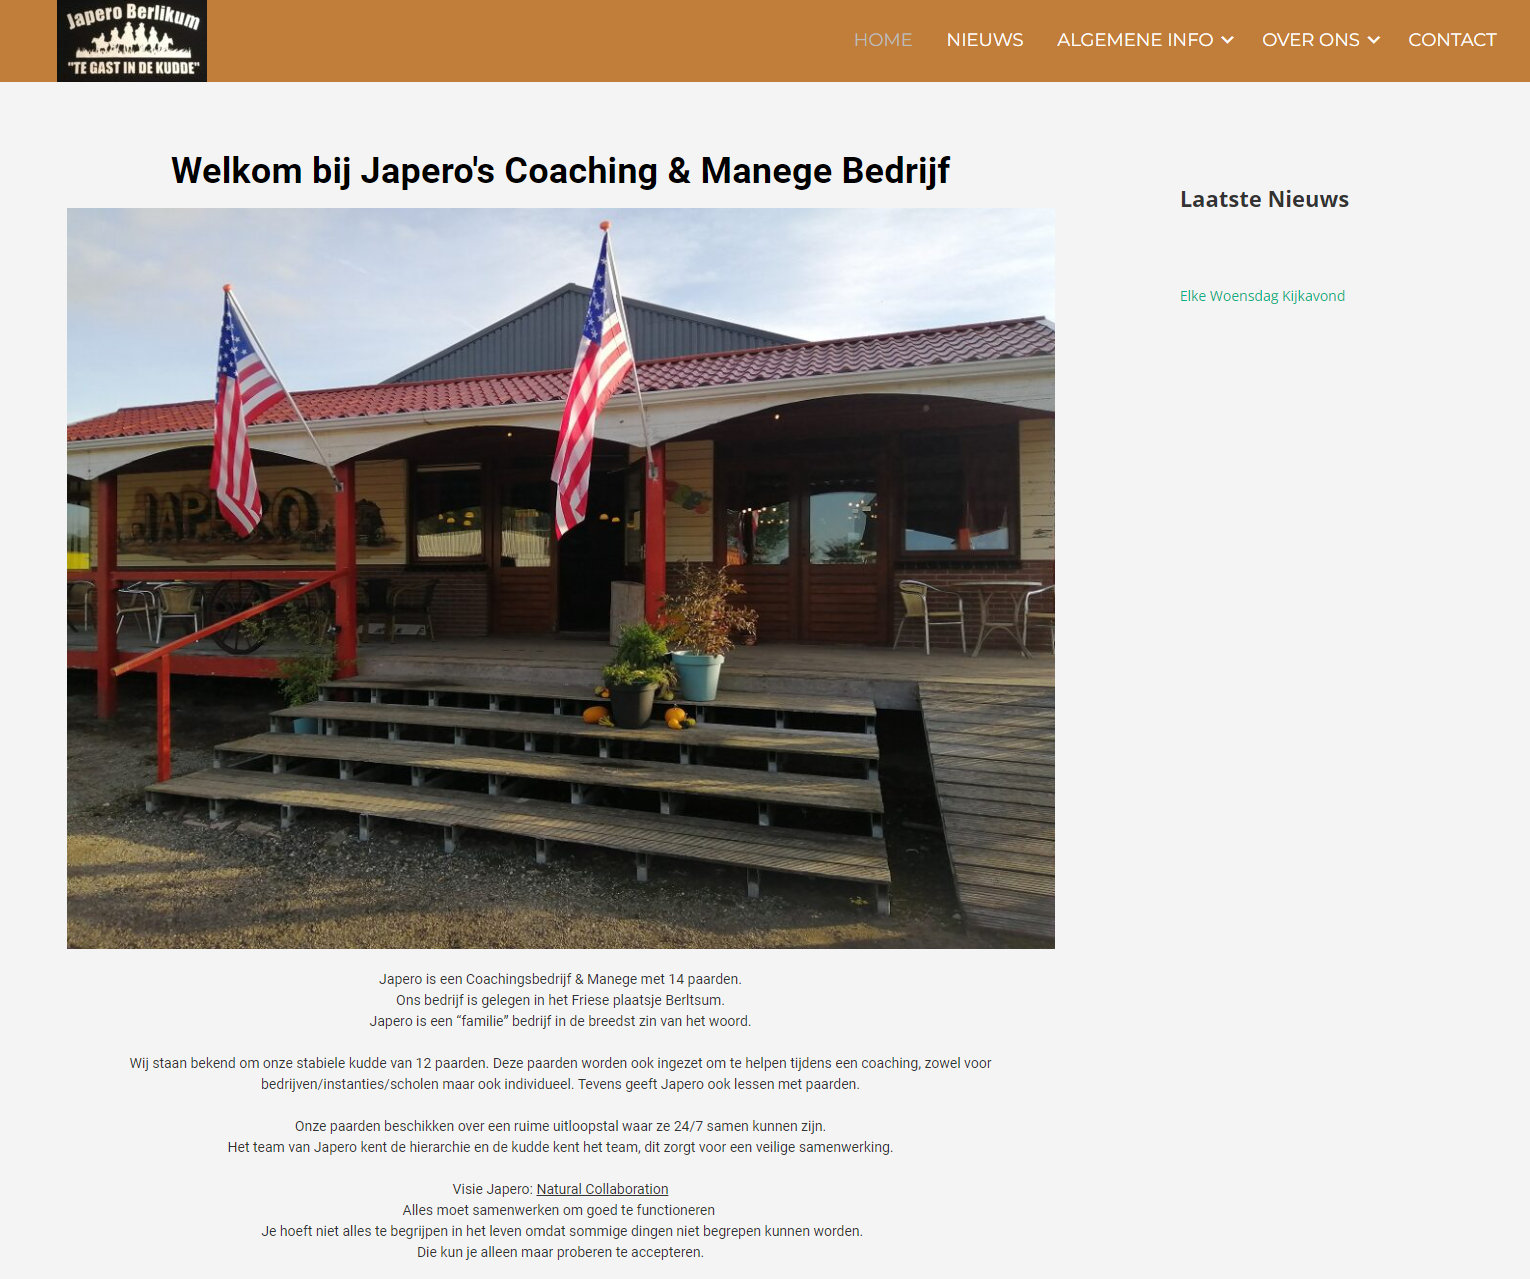 Japero Berlikum
"TE GAST IN DE KUDDE"
HOME
NIEUWS
ALGEMENE INFO
OVER ONS
CONTACT
Welkom bij Japero's Coaching & Manege Bedrijf
JAPERO
Laatste Nieuws
Elke Woensdag Kijkavond
Japero is een Coachingsbedrijf & Manege met 14 paarden.
Ons bedrijf is gelegen in het Friese plaatsje Berltsum.
Japero is een “familie” bedrijf in de breedst zin van het woord.
Wij staan bekend om onze stabiele kudde van 12 paarden. Deze paarden worden ook ingezet om te helpen tijdens een coaching, zowel voor
bedrijven/instanties/scholen maar ook individueel. Tevens geeft Japero ook lessen met paarden.
Onze paarden beschikken over een ruime uitloopstal waar ze 24/7 samen kunnen zijn.
Het team van Japero kent de hierarchie en de kudde kent het team, dit zorgt voor een veilige samenwerking.
Visie Japero: Natural Collaboration
Alles moet samenwerken om goed te functioneren
Je hoeft niet alles te begrijpen in het leven omdat sommige dingen niet begrepen kunnen worden.
Die kun je alleen maar proberen te accepteren.